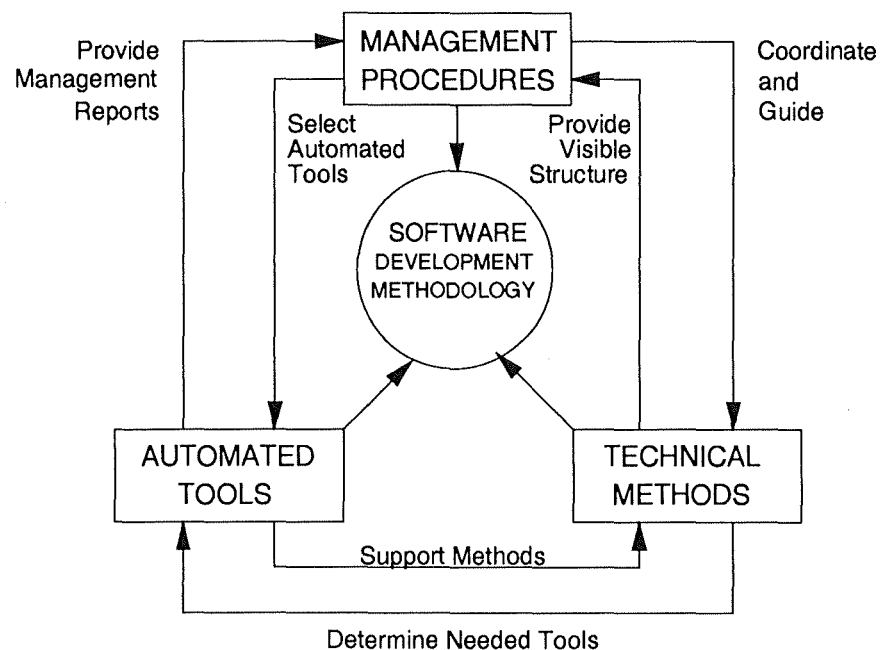 Provide
Management
Reports
MANAGEMENT
PROCEDURES
Coordinate
and
Guide
Select
Automated
Tools
Provide
Visible
Structure
SOFTWARE
DEVELOPMENT
METHODOLOGY
AUTOMATED
TOOLS
TECHNICAL
METHODS
Support Methods
Determine Needed Tools